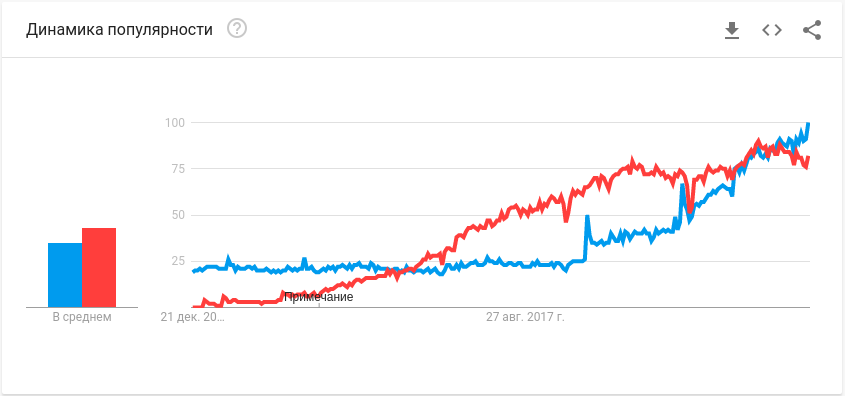 Динамика популярности
100
75
50
25
Примечание
В среднем
21 дек. 20…
27 авг. 2017 г.